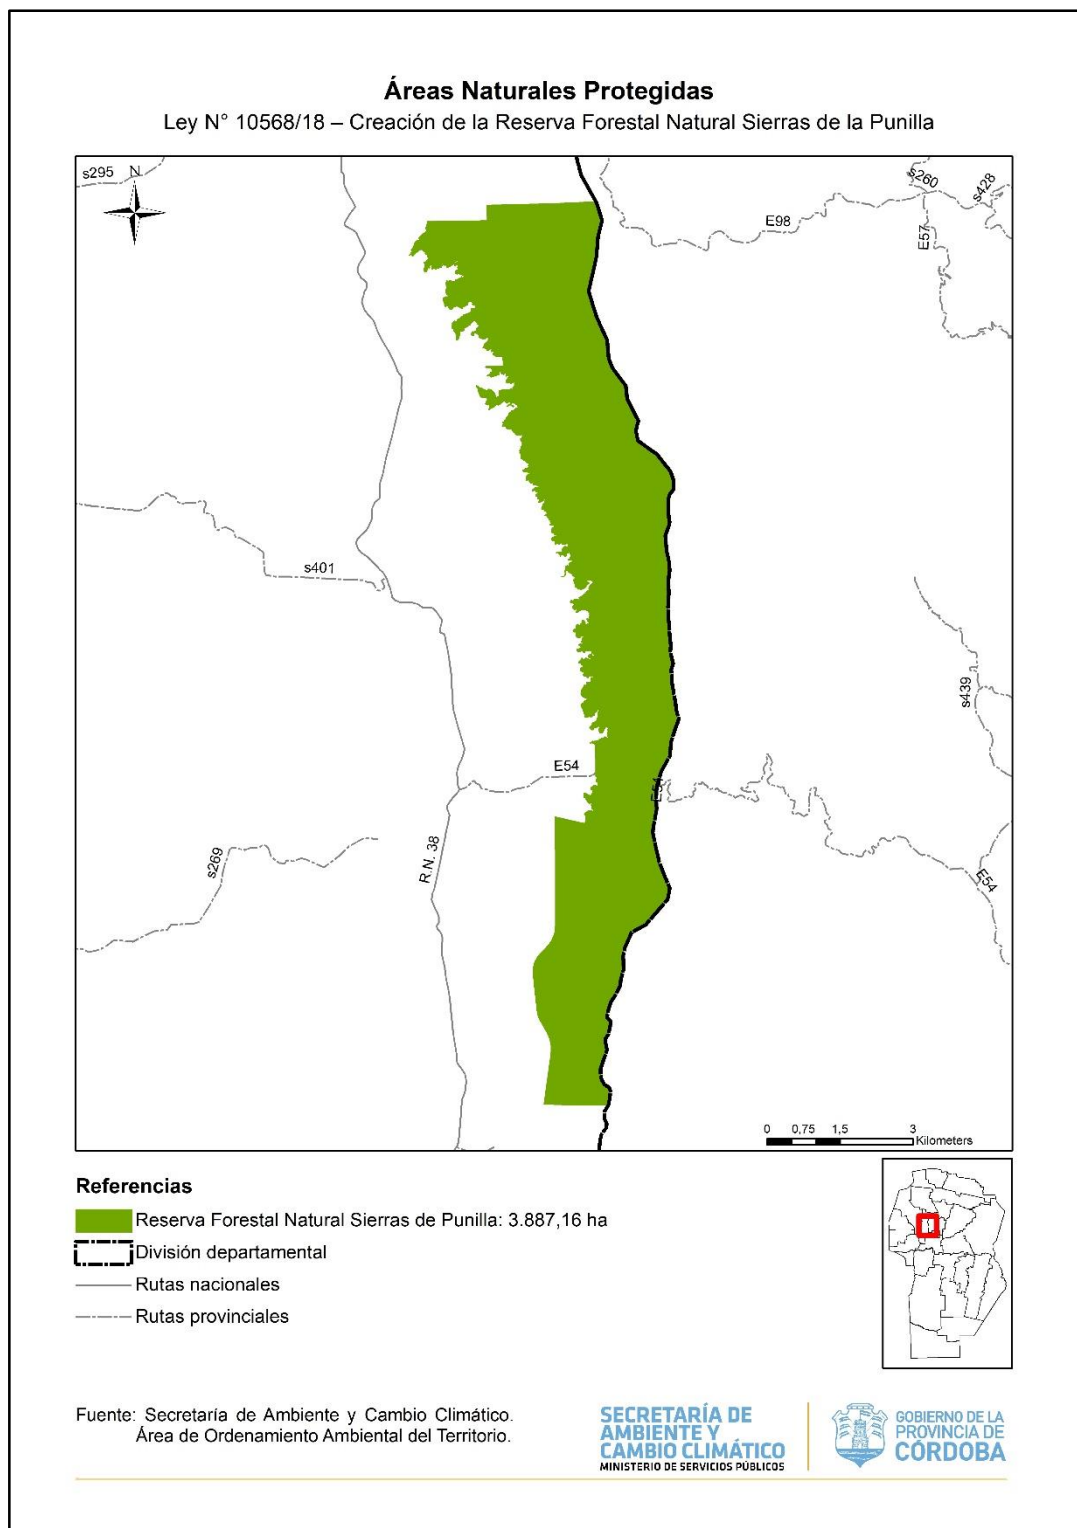 Áreas Naturales Protegidas
Ley N° 10568/18 – Creación de la Reserva Forestal Natural Sierras de la Punilla
s295
N
s260
s428
E98
E57
s401
s439
E54
E54
s269
R.N. 38
E54
0 0,75 1,5 3
Kilometers
Referencias
Reserva Forestal Natural Sierras de Punilla: 3.887,16 ha
División departamental
Rutas nacionales
Rutas provinciales
Fuente: Secretaría de Ambiente y Cambio Climático.
Área de Ordenamiento Ambiental del Territorio.
SECRETARÍA DE
AMBIENTE Y
CAMBIO CLIMÁTICO
MINISTERIO DE SERVICIOS PÚBLICOS
GOBIERNO DE LA
PROVINCIA DE
CÓRDOBA